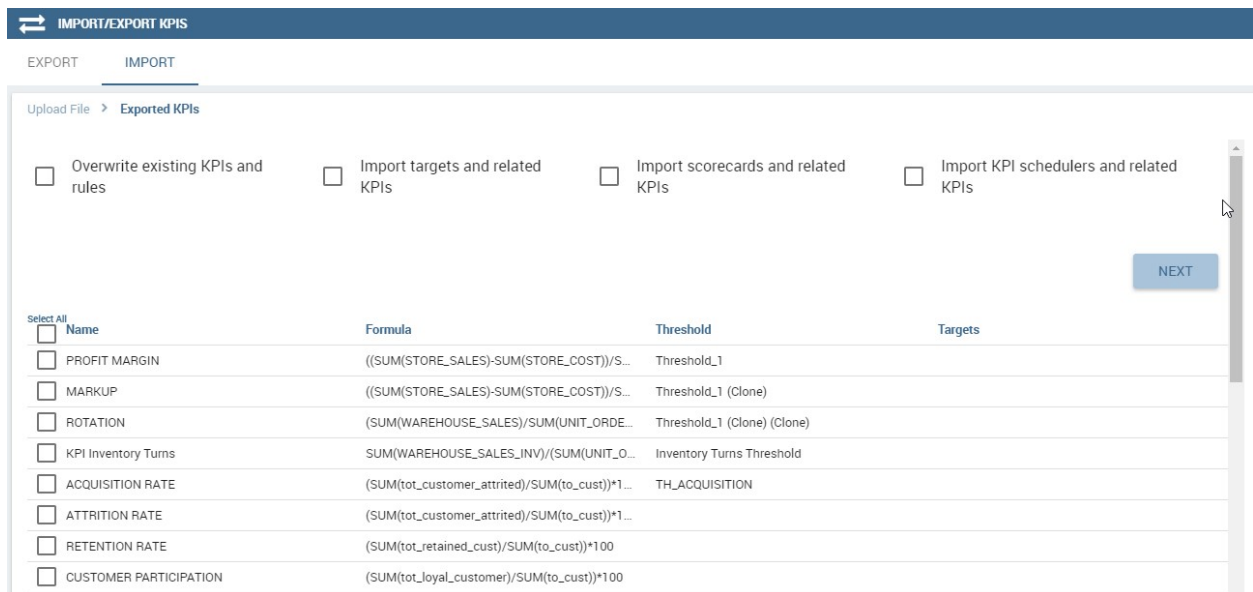 IMPORT/EXPORT KPIS
EXPORT IMPORT
Upload File > Exported KPIs
Overwrite existing KPIs and rules
Import targets and related KPIs
Import scorecards and related KPIs
Import KPI schedulers and related KPIs
NEXT
Select All
Name Formula Threshold Targets
PROFIT MARGIN ((SUM(STORE_SALES)-SUM(STORE_COST))/S... Threshold_1
MARKUP ((SUM(STORE_SALES)-SUM(STORE_COST))/S... Threshold_1 (Clone)
ROTATION (SUM(WAREHOUSE_SALES)/SUM(UNIT_ORDE... Threshold_1 (Clone) (Clone)
KPI Inventory Turns SUM(WAREHOUSE_SALES_INV)/(SUM(UNIT_O... Inventory Turns Threshold
ACQUISITION RATE (SUM(tot_customer_attrited)/SUM(to_cust))*1... TH_ACQUISITION
ATTRITION RATE (SUM(tot_customer_attrited)/SUM(to_cust))*1...
RETENTION RATE (SUM(tot_retained_cust)/SUM(to_cust))*100
CUSTOMER PARTICIPATION (SUM(tot_loyal_customer)/SUM(to_cust))*100